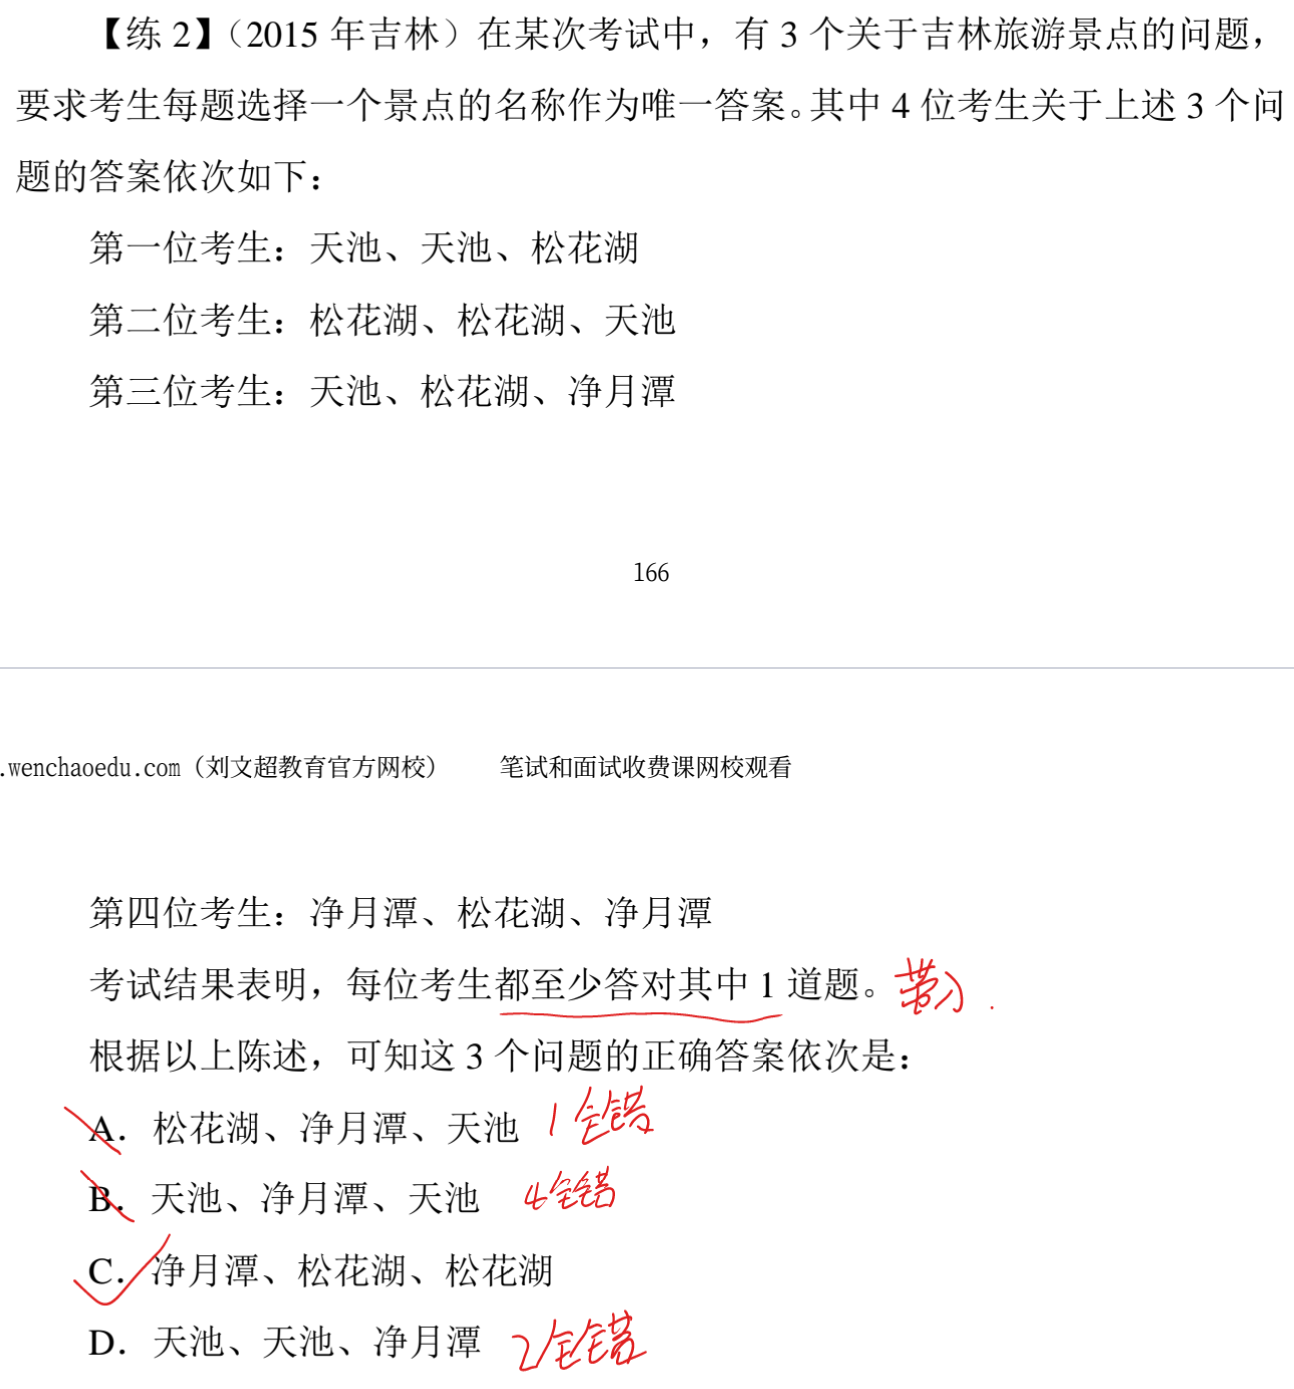 【练 2】（2015 年吉林）在某次考试中，有 3 个关于吉林旅游景点的问题，
要求考生每题选择一个景点的名称作为唯一答案。其中 4 位考生关于上述 3 个问
题的答案依次如下：
第一位考生：天池、天池、松花湖
第二位考生：松花湖、松花湖、天池
第三位考生：天池、松花湖、净月潭
166
.wenchaoedu.com（刘文超教育官方网校） 笔试和面试收费课网校观看
第四位考生：净月潭、松花湖、净月潭
考试结果表明，每位考生都至少答对其中 1 道题。带入.
根据以上陈述，可知这 3 个问题的正确答案依次是：
A．松花湖、净月潭、天池 1全错
B．天池、净月潭、天池 4全错
C．净月潭、松花湖、松花湖
D．天池、天池、净月潭 2全错